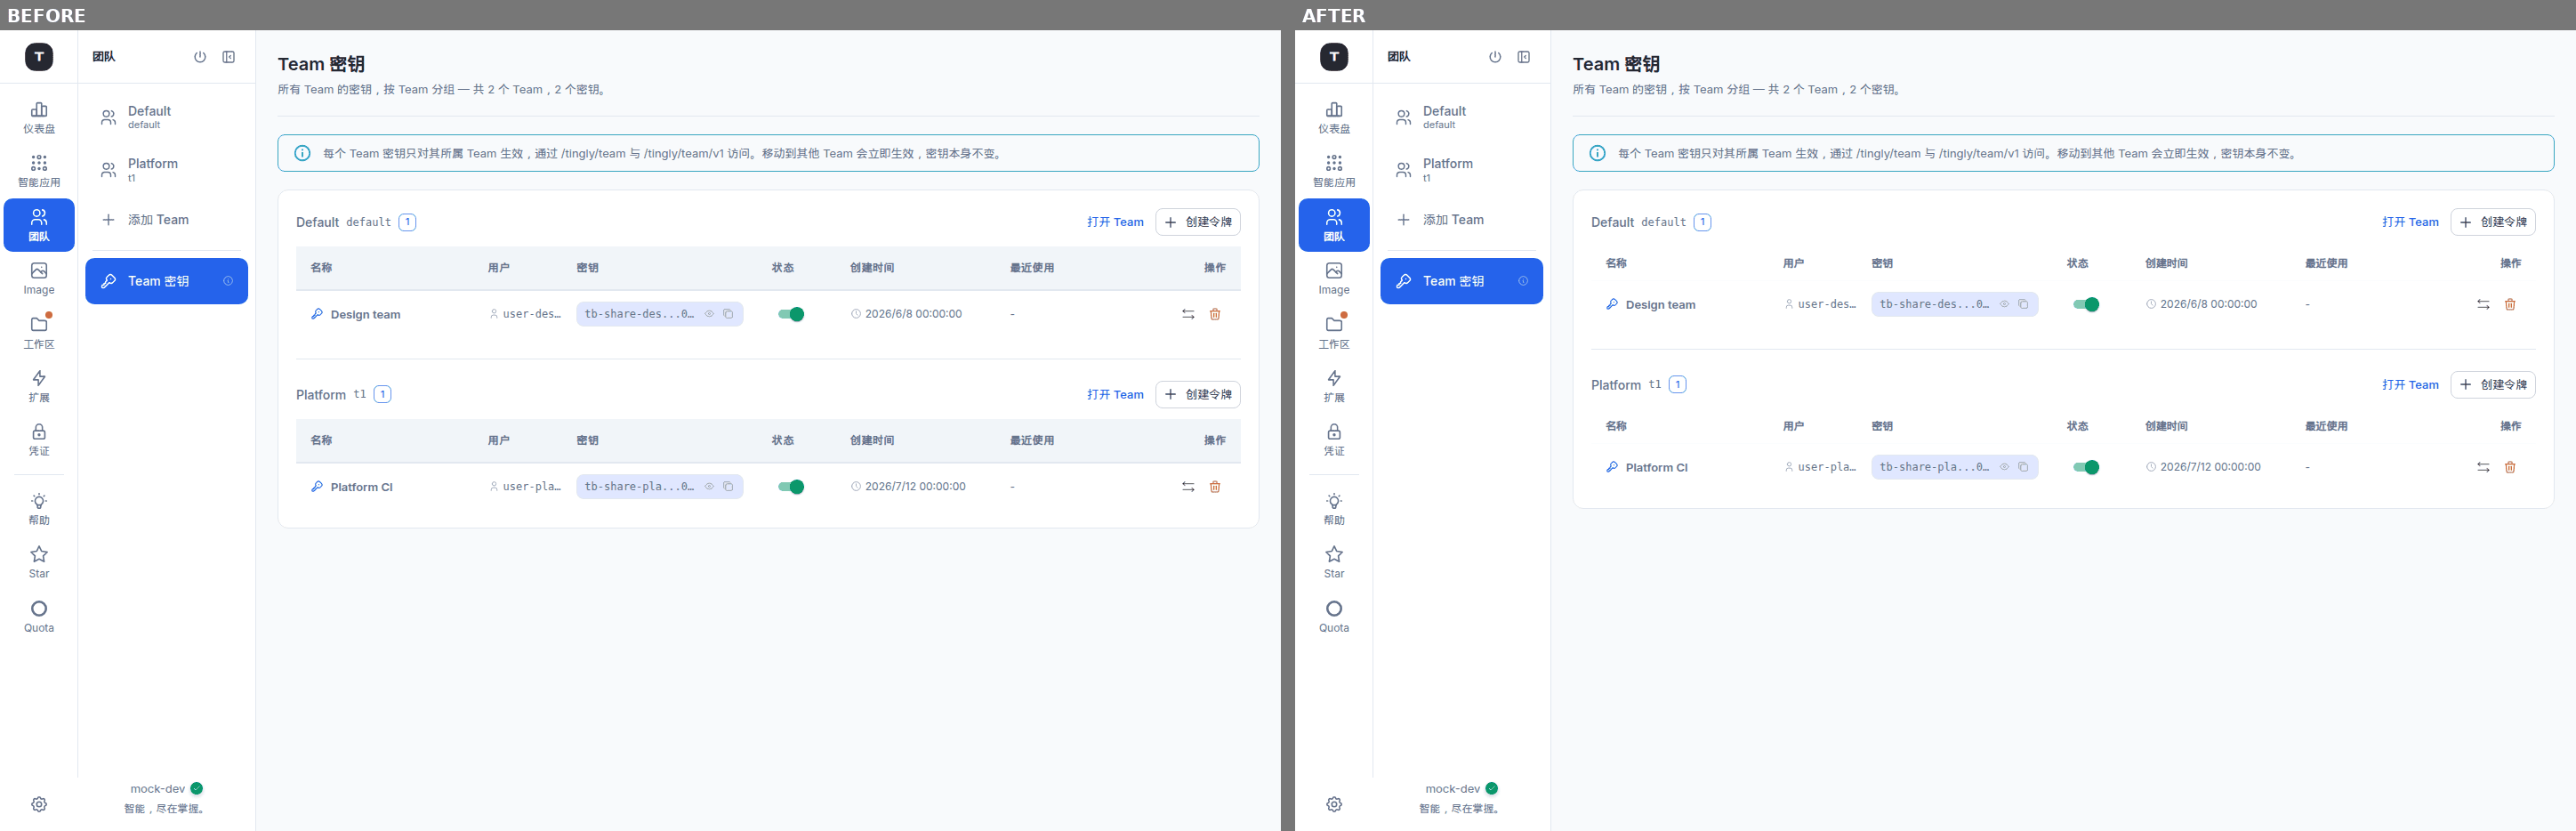 BEFORE
T
团队
仪表盘
智能应用
团队
Image
工作区
扩展
凭证
帮助
Star
Quota
Default
default
Platform
t1
添加 Team
Team 密钥
mock-dev
智能，尽在掌握。
Team 密钥
所有 Team 的密钥，按 Team 分组 — 共 2 个 Team，2 个密钥。
每个 Team 密钥只对其所属 Team 生效，通过 /tingly/team 与 /tingly/team/v1 访问。移动到其他 Team 会立即生效，密钥本身不变。
Default default 1 打开 Team 创建令牌
名称 用户 密钥 状态 创建时间 最近使用 操作
Design team user-des… tb-share-des...0… 2026/6/8 00:00:00 -
Platform t1 1 打开 Team 创建令牌
名称 用户 密钥 状态 创建时间 最近使用 操作
Platform CI user-pla… tb-share-pla...0… 2026/7/12 00:00:00 -
AFTER
T
团队
仪表盘
智能应用
团队
Image
工作区
扩展
凭证
帮助
Star
Quota
Default
default
Platform
t1
添加 Team
Team 密钥
mock-dev
智能，尽在掌握。
Team 密钥
所有 Team 的密钥，按 Team 分组 — 共 2 个 Team，2 个密钥。
每个 Team 密钥只对其所属 Team 生效，通过 /tingly/team 与 /tingly/team/v1 访问。移动到其他 Team 会立即生效，密钥本身不变。
Default default 1 打开 Team 创建令牌
名称 用户 密钥 状态 创建时间 最近使用 操作
Design team user-des… tb-share-des...0… 2026/6/8 00:00:00 -
Platform t1 1 打开 Team 创建令牌
名称 用户 密钥 状态 创建时间 最近使用 操作
Platform CI user-pla… tb-share-pla...0… 2026/7/12 00:00:00 -